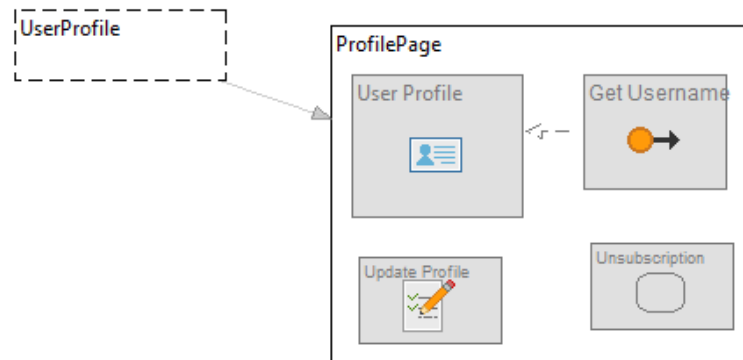 UserProfile
ProfilePage
User Profile
Get Username
Update Profile
Unsubscription